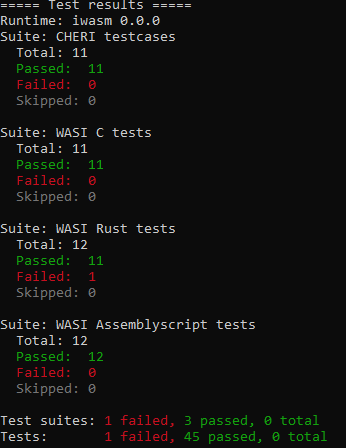 ===== Test results =====
Runtime: iwasm 0.0.0
Suite: CHERI testcases
Total: 11
Passed: 11
Failed: 0
Skipped: 0
Suite: WASI C tests
Total: 11
Passed: 11
Failed: 0
Skipped: 0
Suite: WASI Rust tests
Total: 12
Passed: 11
Failed: 1
Skipped: 0
Suite: WASI Assemblyscript tests
Total: 12
Passed: 12
Failed: 0
Skipped: 0
Test suites: 1 failed, 3 passed, 0 total
Tests: 1 failed, 45 passed, 0 total